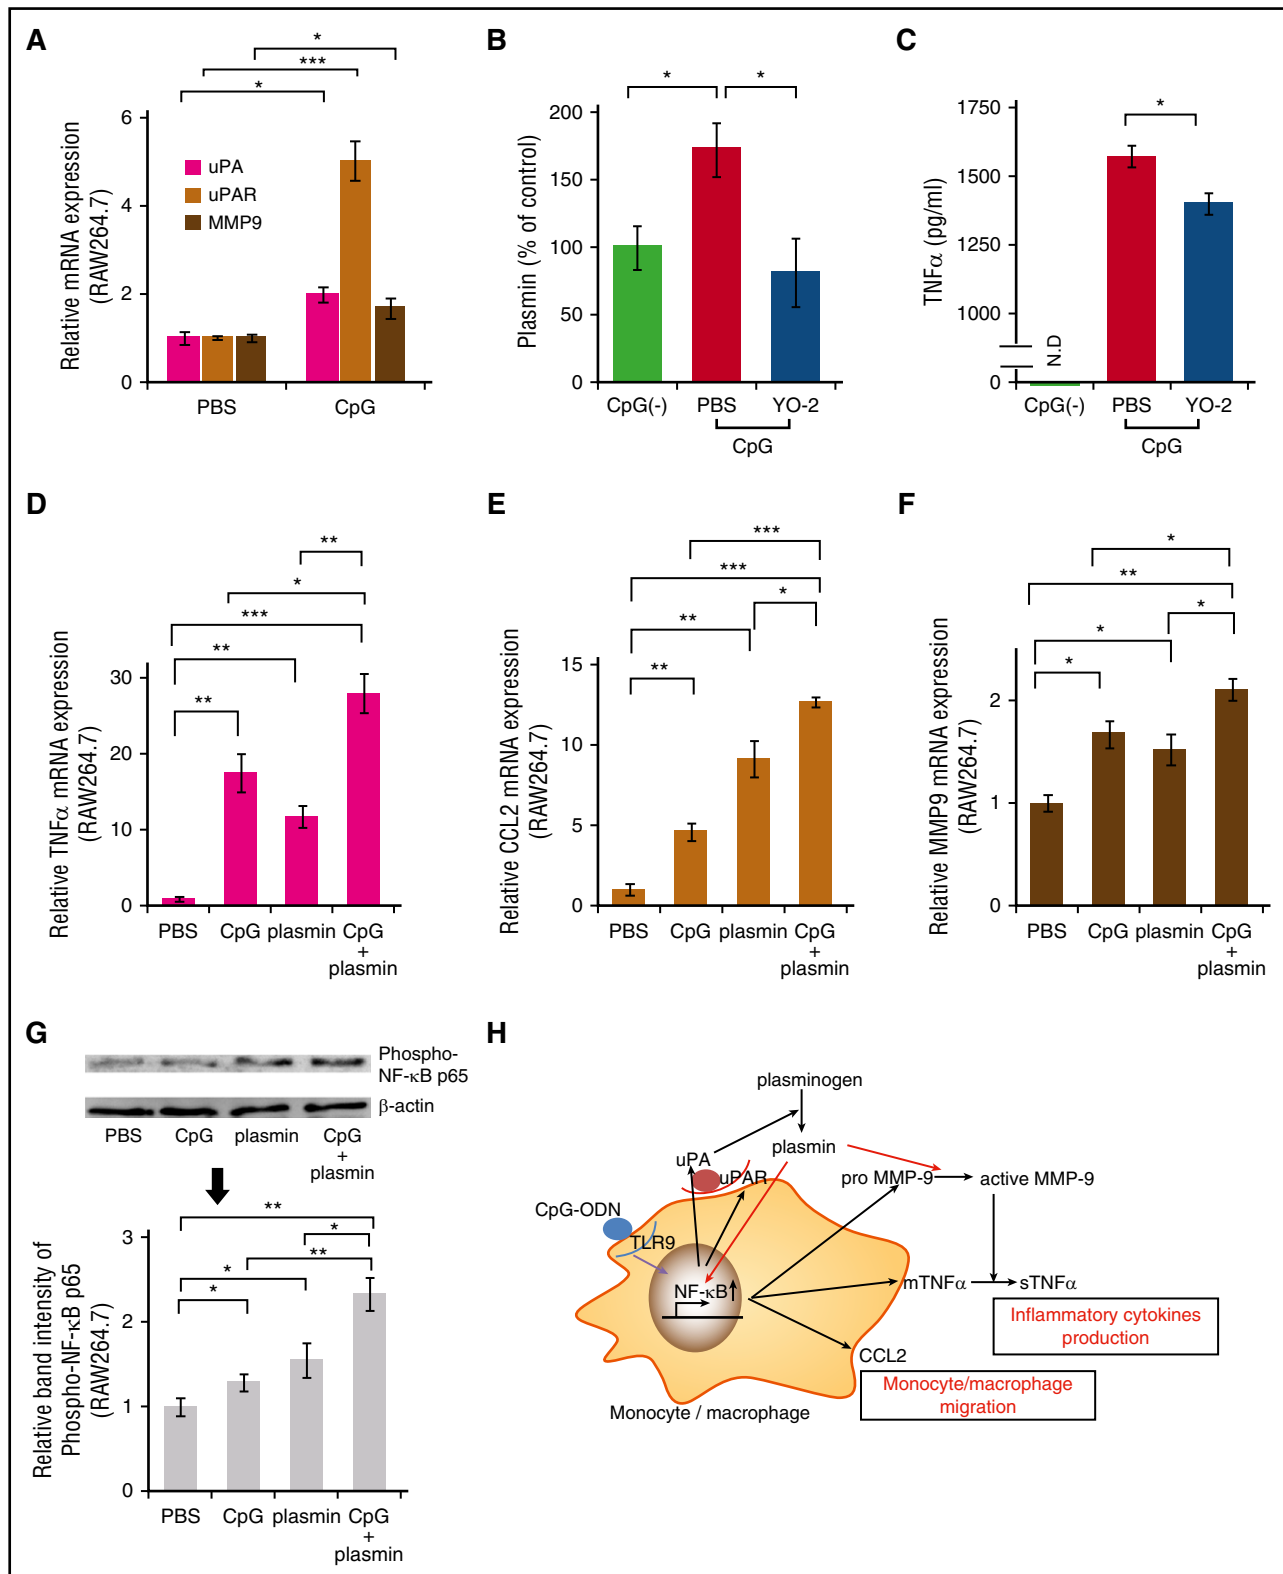 A
*
***
*
6
4
2
0
Relative mRNA expression
(RAW264.7)
uPA
uPAR
MMP9
PBS
CpG
B
*
*
200
150
100
50
0
Plasmin (% of control)
CpG(-)
PBS
YO-2
CpG
C
*
1750
1500
1250
1000
0
TNFα (pg/ml)
N.D
CpG(-)
PBS
YO-2
CpG
D
**
*
***
**
**
30
20
10
0
Relative TNFα mRNA expression
(RAW264.7)
PBS
CpG
plasmin
CpG
+
plasmin
E
***
***
*
**
**
15
10
5
0
Relative CCL2 mRNA expression
(RAW264.7)
PBS
CpG
plasmin
CpG
+
plasmin
F
*
**
*
*
*
2
1
0
Relative MMP9 mRNA expression
(RAW264.7)
PBS
CpG
plasmin
CpG
+
plasmin
G
Phospho-
NF-κB p65
β-actin
PBS
CpG
plasmin
CpG
+
plasmin
**
*
**
*
*
3
2
1
0
Relative band intensity of
Phospho-NF-κB p65
(RAW264.7)
PBS
CpG
plasmin
CpG
+
plasmin
H
plasminogen
plasmin
uPA
uPAR
pro MMP-9
active MMP-9
CpG-ODN
TLR9
NF-κB
mTNFα
sTNFα
Inflammatory cytokines
production
CCL2
Monocyte/macrophage
migration
Monocyte / macrophage